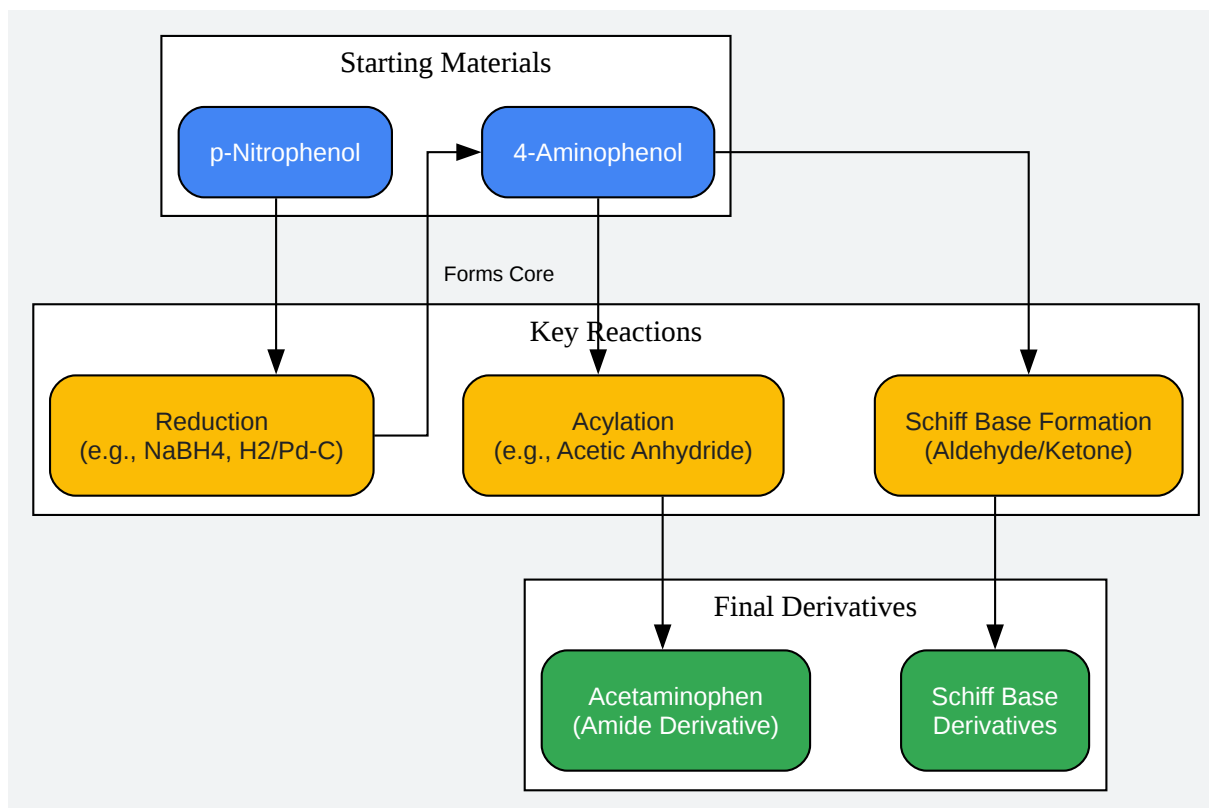 Starting Materials
p-Nitrophenol
4-Aminophenol
Forms Core
Key Reactions
Reduction
(e.g., NaBH4, H2/Pd-C)
Acylation
(e.g., Acetic Anhydride)
Schiff Base Formation
(Aldehyde/Ketone)
Final Derivatives
Acetaminophen
(Amide Derivative)
Schiff Base
Derivatives